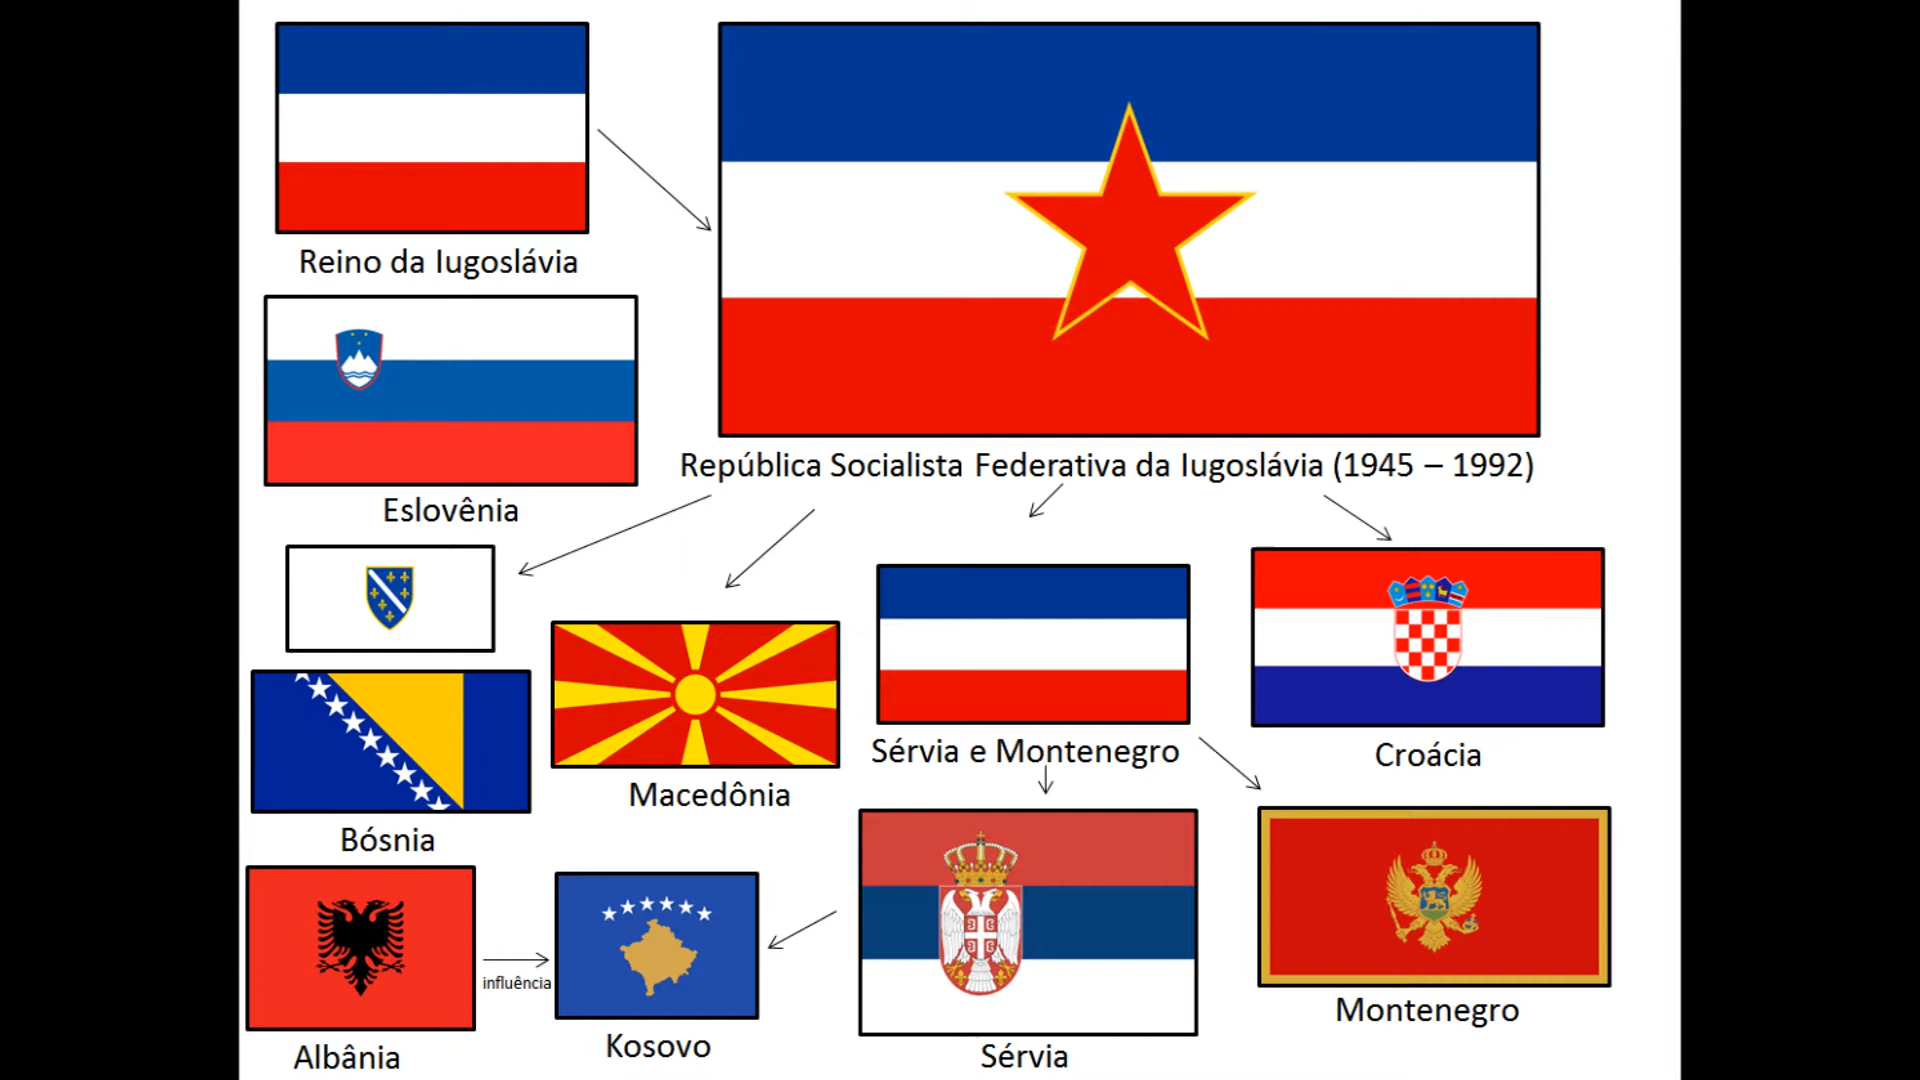 Reino da Iugoslávia
República Socialista Federativa da Iugoslávia (1945 – 1992)
Eslovênia
Sérvia e Montenegro
Croácia
Macedônia
Bósnia
influência
Montenegro
Kosovo
Sérvia
Albânia